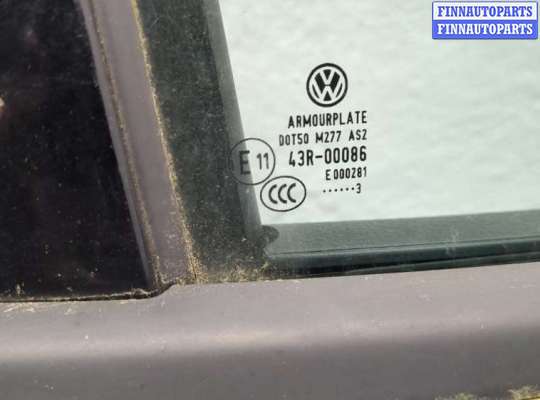 FINNAUTOPARTS
FINNAUTOPARTS
ARMOURPLATE
DOT50 M277 AS2
E 11 43R-00086
E000281
CCC
......3